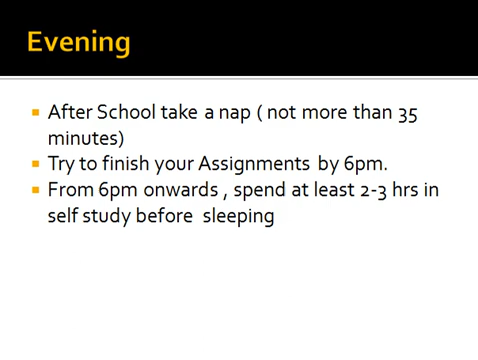 Evening
▪ After School take a nap ( not more than 35
minutes)
▪ Try to finish your Assignments by 6pm.
▪ From 6pm onwards , spend at least 2-3 hrs in
self study before sleeping